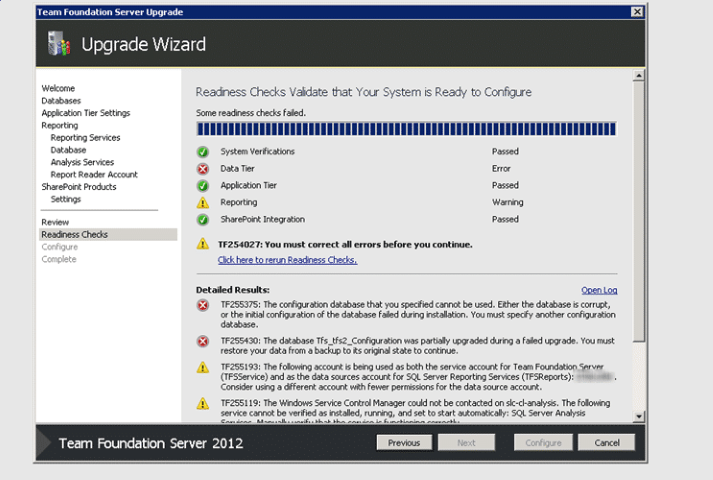 Team Foundation Server Upgrade
Upgrade Wizard
Welcome
Databases
Application Tier Settings
Reporting
Reporting Services
Database
Analysis Services
Report Reader Account
SharePoint Products
Settings
Review
Readiness Checks
Configure
Complete
Readiness Checks Validate that Your System is Ready to Configure
Some readiness checks failed.
System Verifications Passed
Data Tier Error
Application Tier Passed
Reporting Warning
SharePoint Integration Passed
TF254027: You must correct all errors before you continue.
Click here to rerun Readiness Checks.
Detailed Results: Open Log
TF255375: The configuration database that you specified cannot be used. Either the database is corrupt,
or the initial configuration of the database failed during installation. You must specify another configuration
database.
TF255430: The database Tfs_tfs2_Configuration was partially upgraded during a failed upgrade. You must
restore your data from a backup to its original state to continue.
TF255193: The following account is being used as both the service account for Team Foundation Server
(TFSService) and as the data sources account for SQL Server Reporting Services (TFSReports): .
Consider using a different account with fewer permissions for the data source account.
TF255119: The Windows Service Control Manager could not be contacted on slc-cl-analysis. The following
service cannot be verified as installed, running, and set to start automatically: SQL Server Analysis
Services. Manually verify that the service is functioning correctly.
Team Foundation Server 2012
Previous Next Configure Cancel